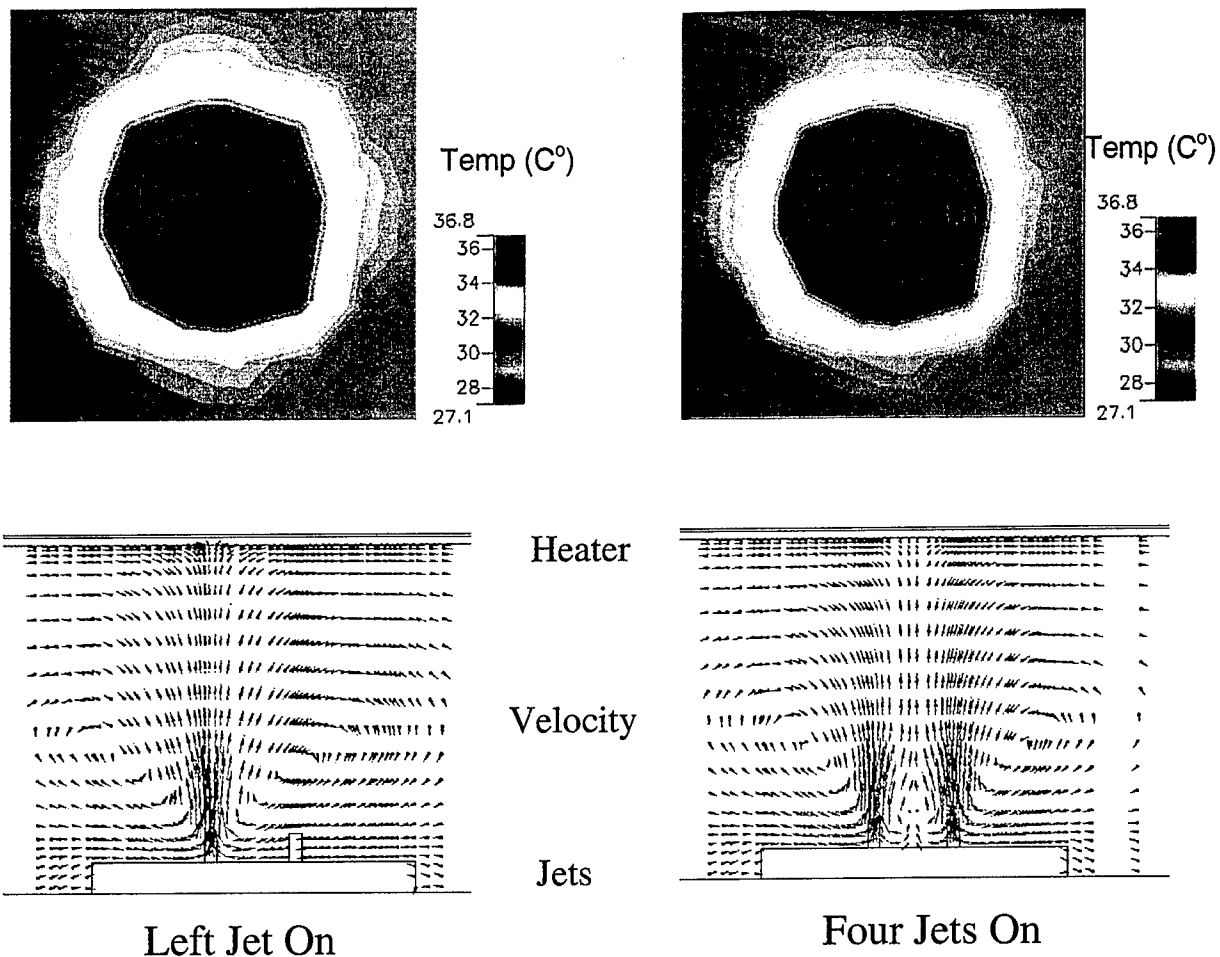 Temp (C°)
36.8
36
34
32
30
28
27.1
Temp (C°)
36.8
36
34
32
30
28
27.1
Heater
Velocity
Jets
Left Jet On
Four Jets On